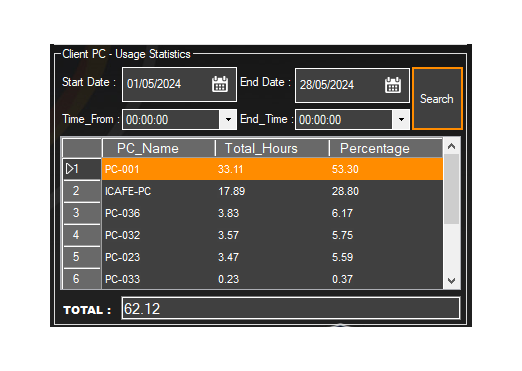 Client PC - Usage Statistics
Start Date : 01/05/2024 End Date : 28/05/2024 Search
Time_From : 00:00:00 End_Time : 00:00:00
PC_Name Total_Hours Percentage
1 PC-001 33.11 53.30
2 ICAFE-PC 17.89 28.80
3 PC-036 3.83 6.17
4 PC-032 3.57 5.75
5 PC-023 3.47 5.59
6 PC-033 0.23 0.37
TOTAL : 62.12